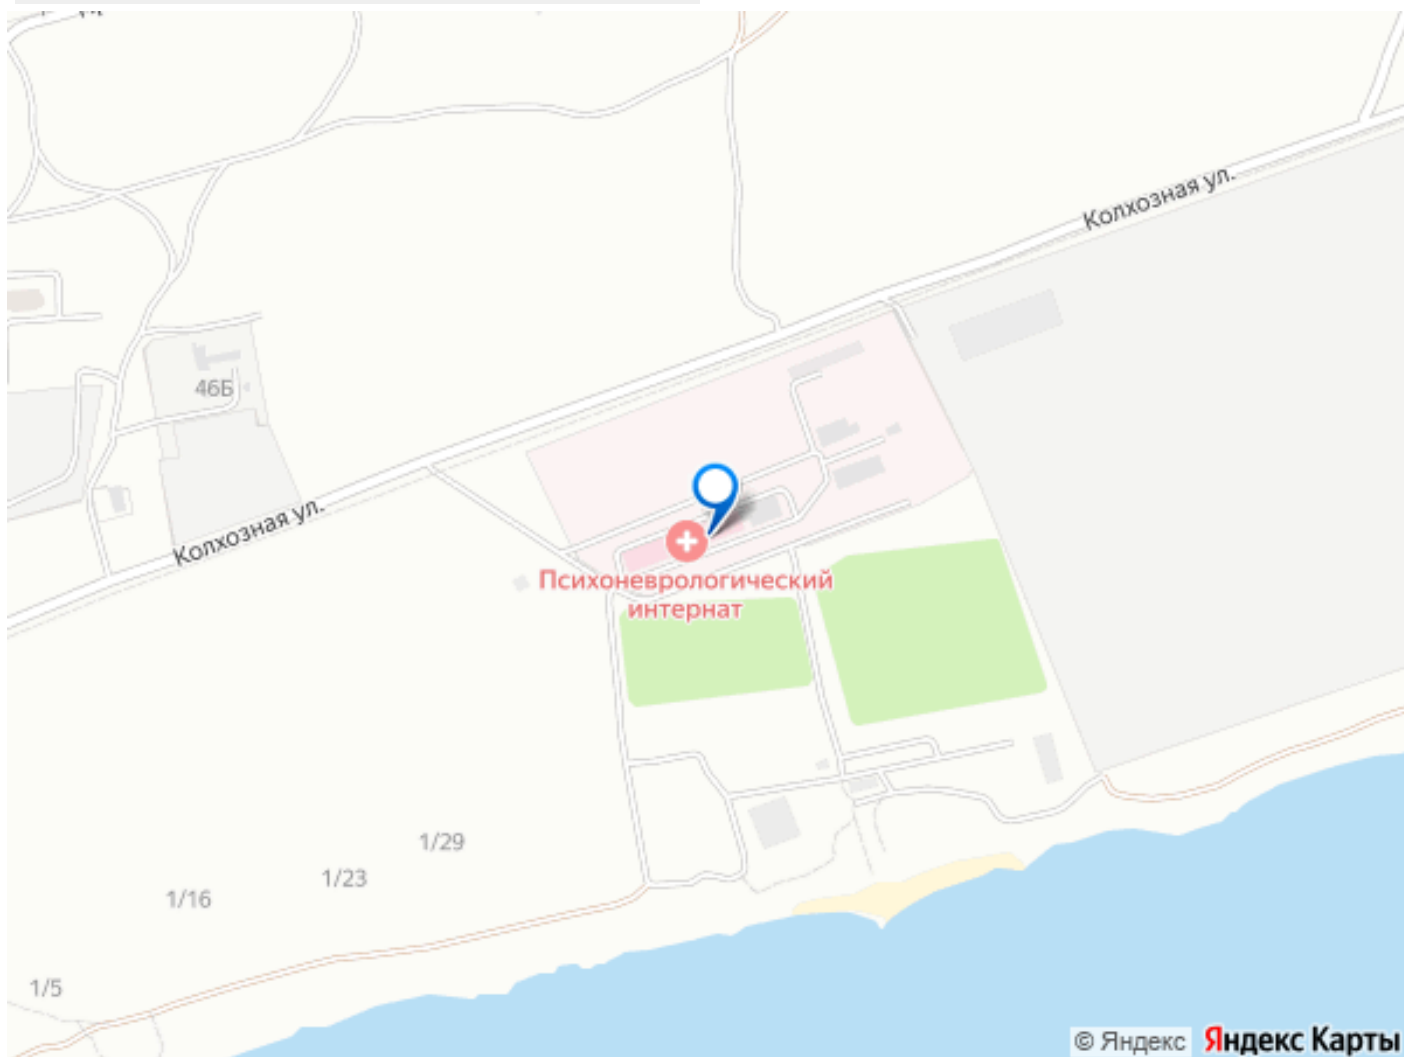 Колхозная ул.
46Б
Колхозная ул.
Психоневрологический
интернат
1/29
1/23
1/16
1/5
© Яндекс Яндекс Карты